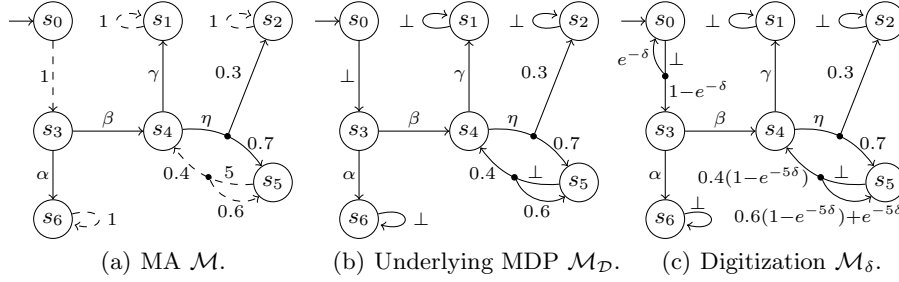 s₀ s₁ 1 s₂ 1
1 0.3
γ
s₃ β s₄ η 0.7
α 0.4 5 s₅
s₆ 1 0.6
(a) MA ℳ.
s₀ s₁ ⊥ s₂ ⊥
⊥ 0.3
γ
s₃ β s₄ η 0.7
α 0.4 ⊥ s₅
s₆ ⊥ 0.6
(b) Underlying MDP ℳ_𝒟.
s₀ s₁ ⊥ s₂ ⊥
e^{-δ} ⊥ 0.3
1−e^{-δ} γ
s₃ β s₄ η 0.7
α 0.4(1−e^{-5δ}) ⊥ s₅
s₆ ⊥ 0.6(1−e^{-5δ})+e^{-5δ}
(c) Digitization ℳ_δ.